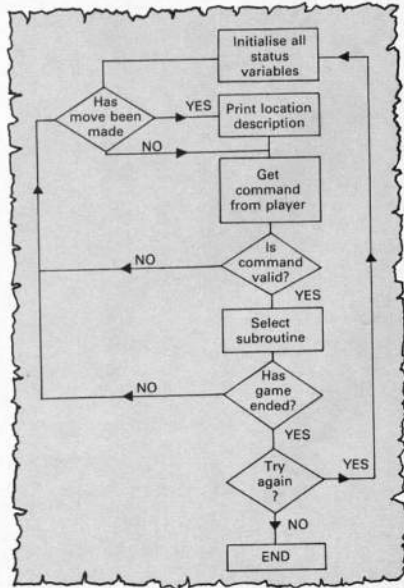 Initialise all
status
variables
Has
move been
made
YES
Print location
description
NO
Get
command
from player
Is
command
valid?
NO
YES
Select
subroutine
Has
game
ended?
NO
YES
Try
again
?
YES
NO
END